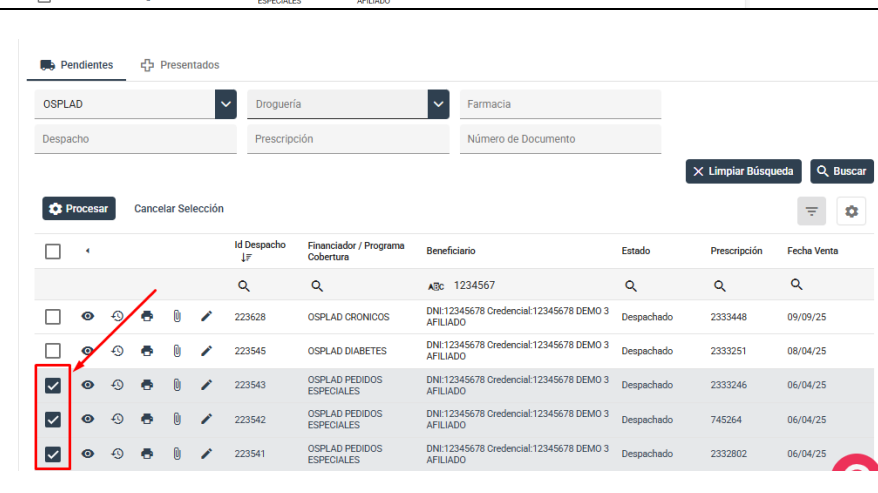 ESPECIALES AFILIADO
Pendientes Presentados
OSPLAD Droguería Farmacia
Despacho Prescripción Número de Documento
Limpiar Búsqueda Buscar
Procesar Cancelar Selección
Id Despacho Financiador / Programa Cobertura Beneficiario Estado Prescripción Fecha Venta
1234567
223628 OSPLAD CRONICOS DNI:12345678 Credencial:12345678 DEMO 3 AFILIADO Despachado 2333448 09/09/25
223545 OSPLAD DIABETES DNI:12345678 Credencial:12345678 DEMO 3 AFILIADO Despachado 2333251 08/04/25
223543 OSPLAD PEDIDOS ESPECIALES DNI:12345678 Credencial:12345678 DEMO 3 AFILIADO Despachado 2333246 06/04/25
223542 OSPLAD PEDIDOS ESPECIALES DNI:12345678 Credencial:12345678 DEMO 3 AFILIADO Despachado 745264 06/04/25
223541 OSPLAD PEDIDOS ESPECIALES DNI:12345678 Credencial:12345678 DEMO 3 AFILIADO Despachado 2332802 06/04/25